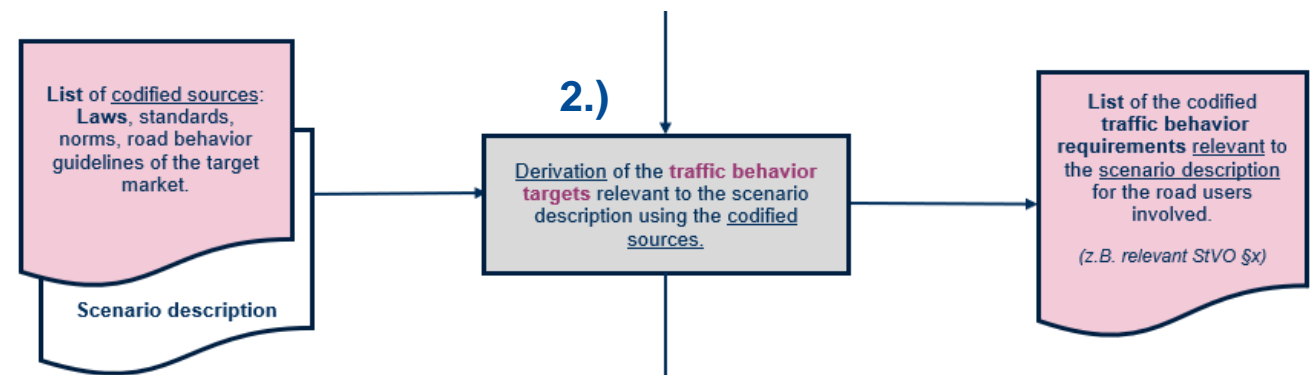 List of codified sources:
Laws, standards,
norms, road behavior
guidelines of the target
market.
Scenario description
2.)
Derivation of the traffic behavior
targets relevant to the scenario
description using the codified
sources.
List of the codified
traffic behavior
requirements relevant to
the scenario description
for the road users
involved.
(z.B. relevant StVO §x)